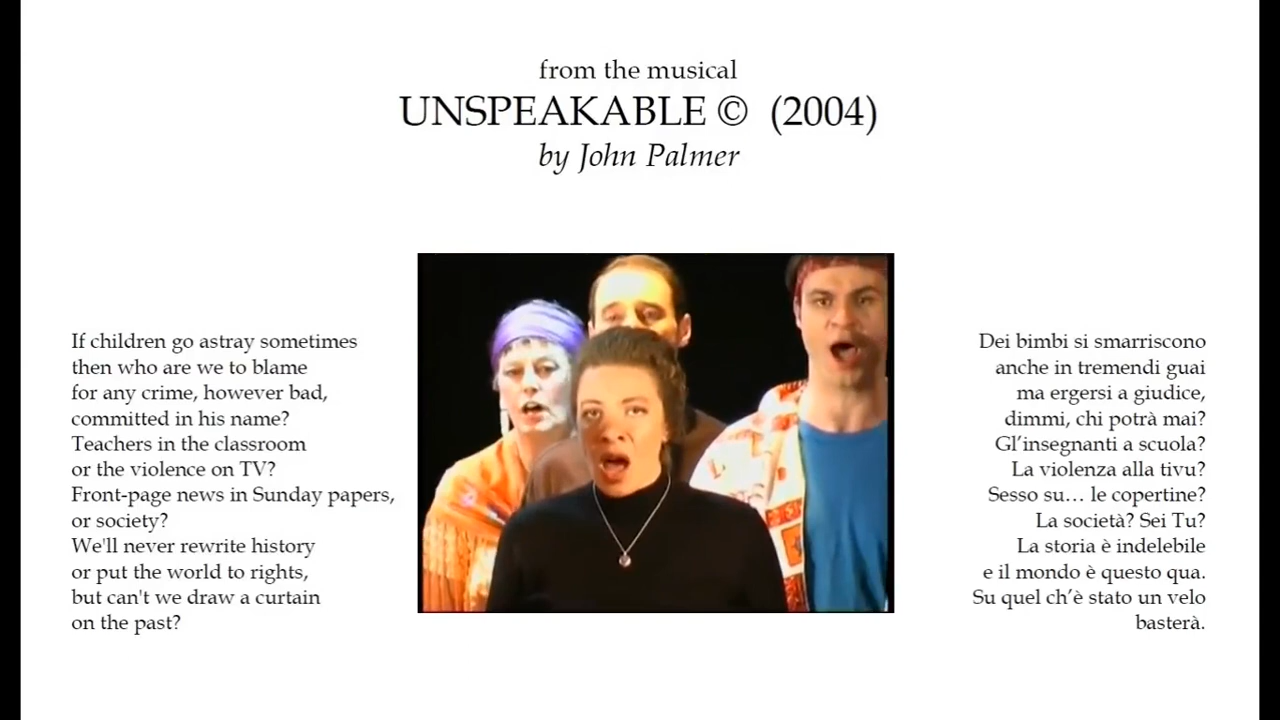 from the musical
UNSPEAKABLE © (2004)
by John Palmer
If children go astray sometimes
then who are we to blame
for any crime, however bad,
committed in his name?
Teachers in the classroom
or the violence on TV?
Front-page news in Sunday papers,
or society?
We'll never rewrite history
or put the world to rights,
but can't we draw a curtain
on the past?
Dei bimbi si smarriscono
anche in tremendi guai
ma ergersi a giudice,
dimmi, chi potrà mai?
Gl’insegnanti a scuola?
La violenza alla tivu?
Sesso su… le copertine?
La società? Sei Tu?
La storia è indelebile
e il mondo è questo qua.
Su quel ch’è stato un velo
basterà.